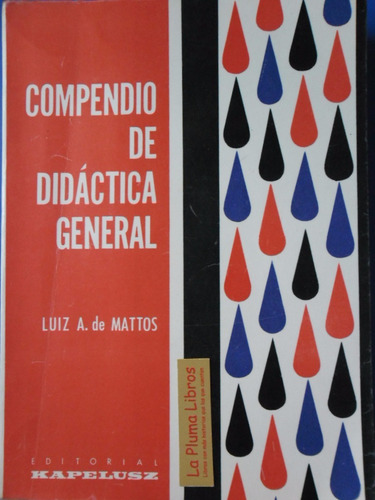 COMPENDIO
DE
DIDÁCTICA
GENERAL
LUIZ A. de MATTOS
EDITORIAL
KAPELUSZ
La Pluma Libros